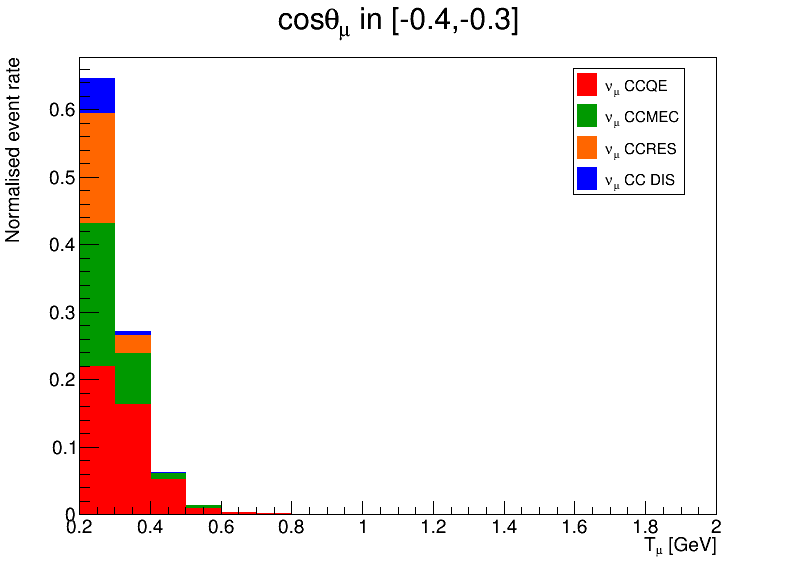 cosθμ in [-0.4,-0.3]
Normalised event rate
0.6
0.5
0.4
0.3
0.2
0.1
0
νμ CCQE
νμ CCMEC
νμ CCRES
νμ CC DIS
0.2 0.4 0.6 0.8 1 1.2 1.4 1.6 1.8 2
Tμ [GeV]